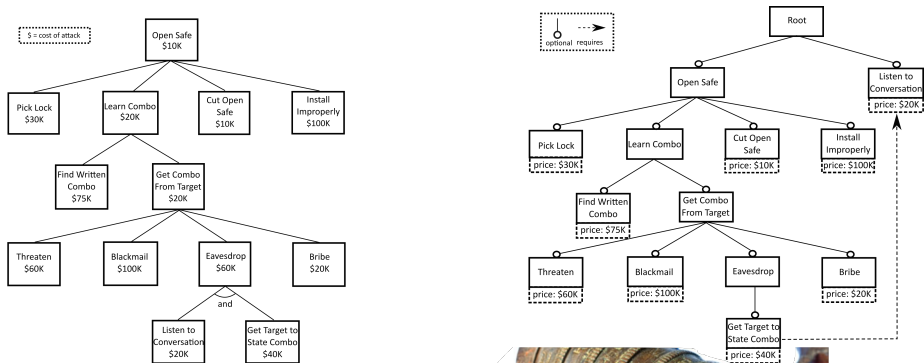 $ = cost of attack
Open Safe
$10K
Pick Lock
$30K
Learn Combo
$20K
Cut Open
Safe
$10K
Install
Improperly
$100K
Find Written
Combo
$75K
Get Combo
From Target
$20K
Threaten
$60K
Blackmail
$100K
Eavesdrop
$60K
Bribe
$20K
and
Listen to
Conversation
$20K
Get Target to
State Combo
$40K
optional requires
Root
Open Safe
Listen to
Conversation
price: $20K
Pick Lock
price: $30K
Learn Combo
Cut Open
Safe
price: $10K
Install
Improperly
price: $100K
Find Written
Combo
price: $75K
Get Combo
From Target
Threaten
price: $60K
Blackmail
price: $100K
Eavesdrop
Bribe
price: $20K
Get Target to
State Combo
price: $40K